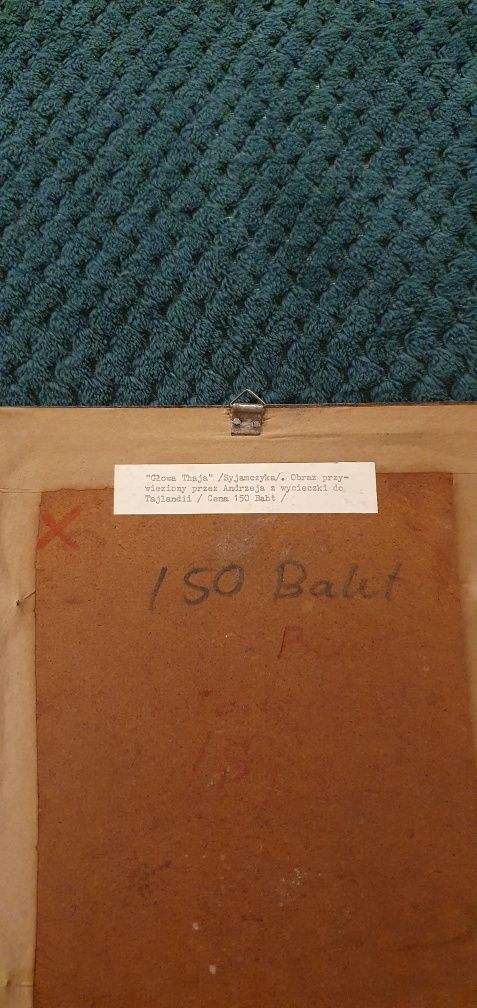 "Głowa Thaja" /Syjamczyka/. Obraz przy-
wieziony przez Andrzeja z wycieczki do
Tajlandii / Cena 150 Baht /
X
150 Baht